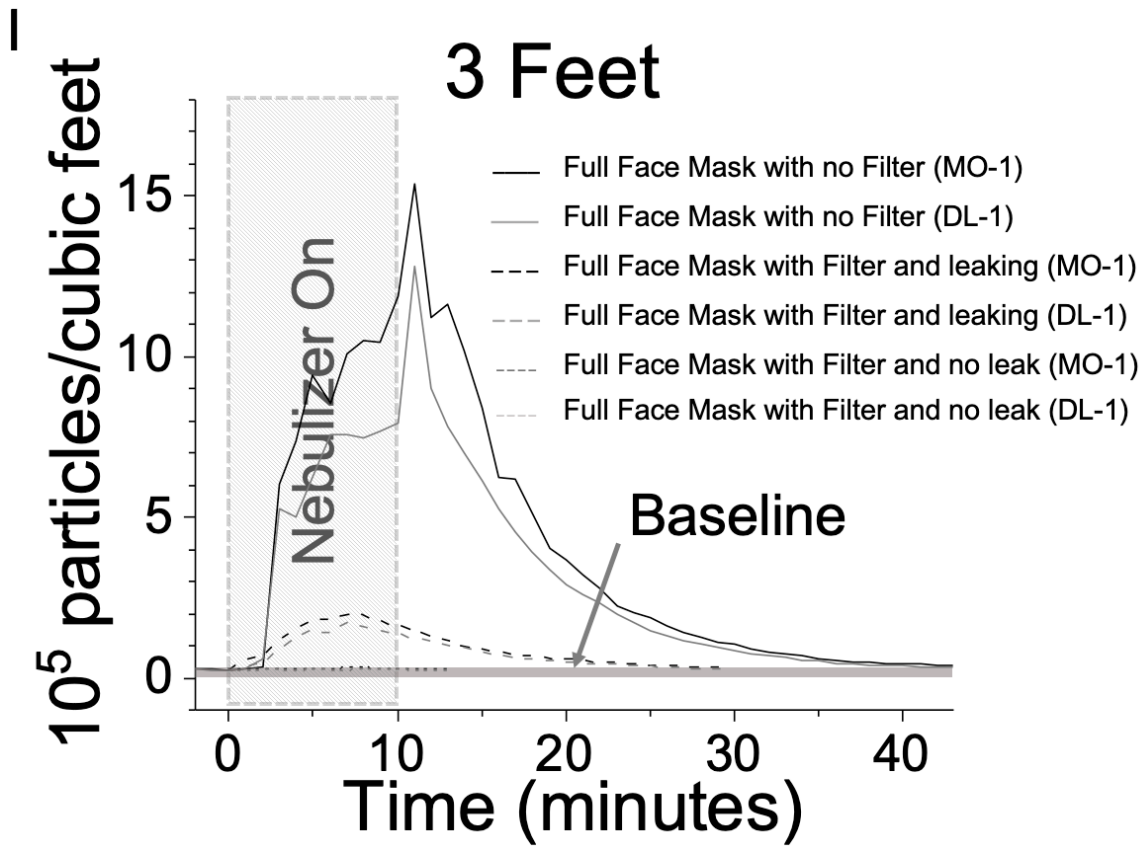 I
3 Feet
10⁵ particles/cubic feet
15
10
5
0
Nebulizer On
Full Face Mask with no Filter (MO-1)
Full Face Mask with no Filter (DL-1)
Full Face Mask with Filter and leaking (MO-1)
Full Face Mask with Filter and leaking (DL-1)
Full Face Mask with Filter and no leak (MO-1)
Full Face Mask with Filter and no leak (DL-1)
Baseline
0 10 20 30 40
Time (minutes)